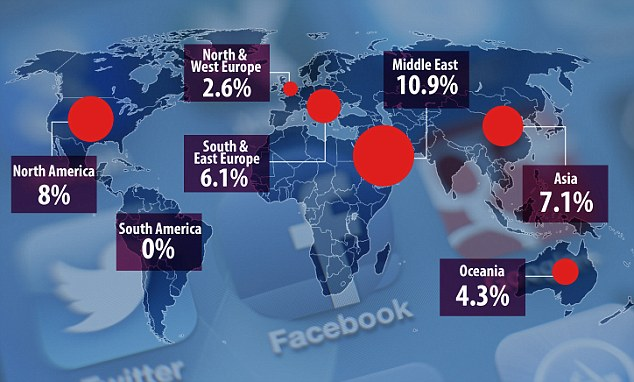 North &
West Europe
2.6%
Middle East
10.9%
South &
East Europe
6.1%
North America
8%
Asia
7.1%
South America
0%
Oceania
4.3%
Facebook
Twitter